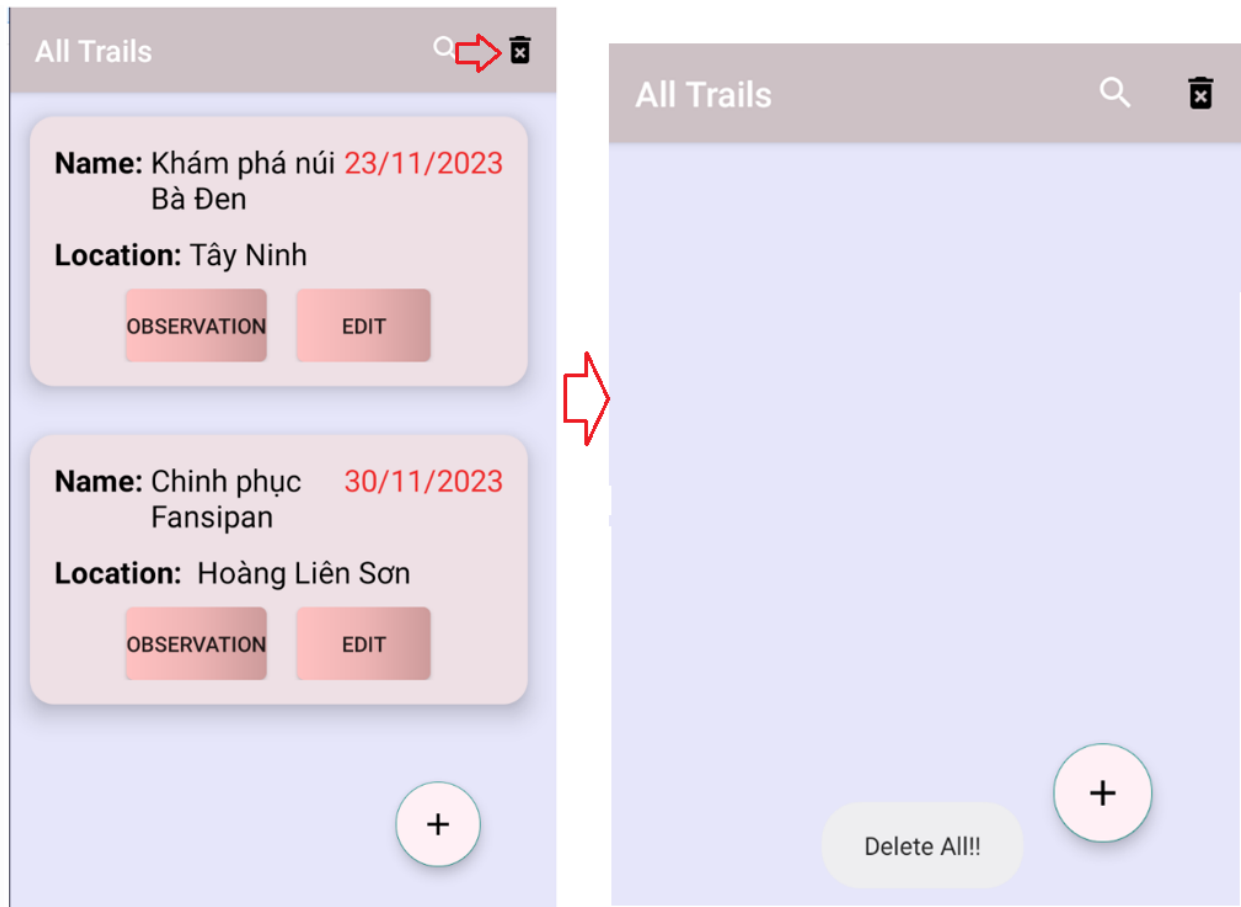 All Trails
Name: Khám phá núi 23/11/2023
Bà Đen
Location: Tây Ninh
OBSERVATION EDIT
Name: Chinh phục 30/11/2023
Fansipan
Location: Hoàng Liên Sơn
OBSERVATION EDIT
+
All Trails
+
Delete All!!